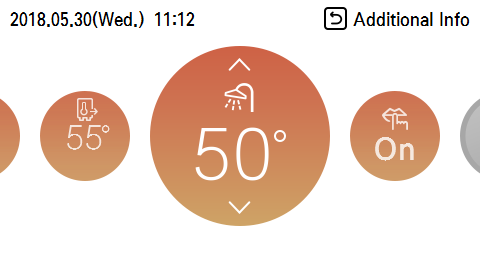 2018.05.30(Wed.) 11:12
Additional Info
55°
50°
On